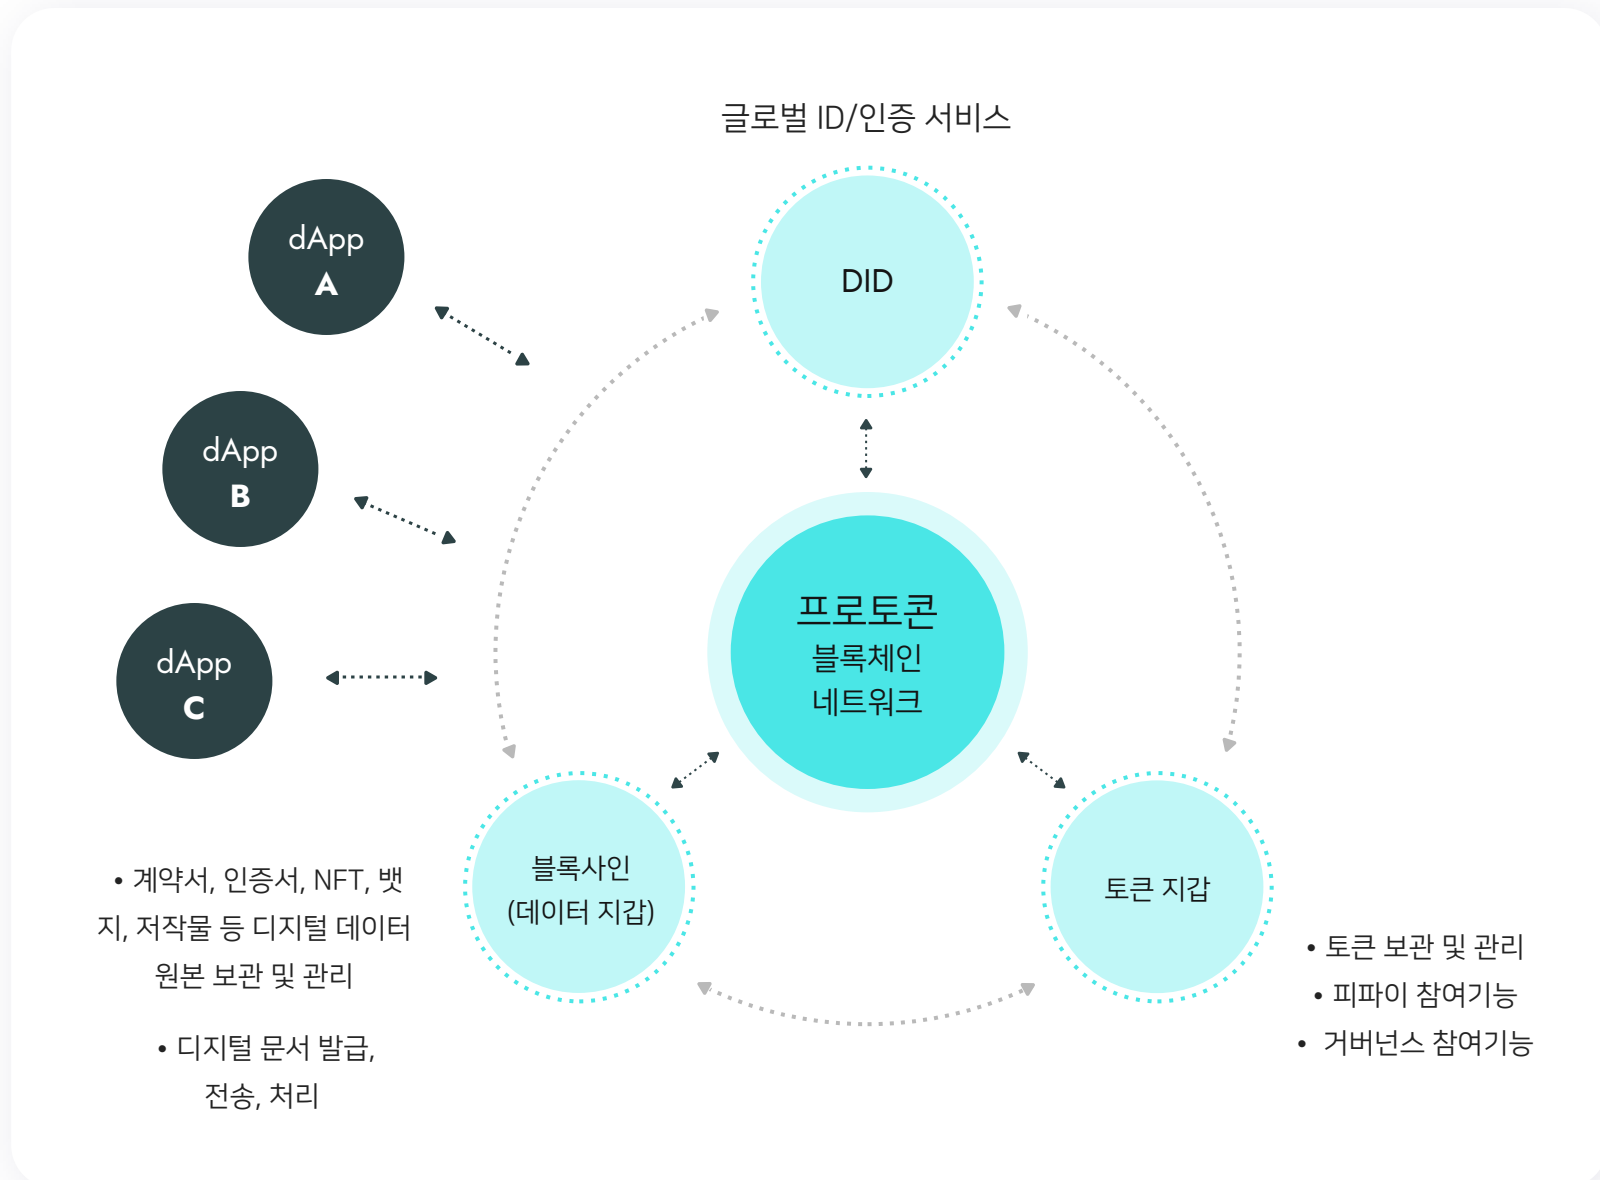 글로벌 ID/인증 서비스
DID
dApp
A
dApp
B
dApp
C
프로토콘
블록체인
네트워크
블록사인
(데이터 지갑)
토큰 지갑
• 계약서, 인증서, NFT, 뱃
지, 저작물 등 디지털 데이터
원본 보관 및 관리
• 디지털 문서 발급,
전송, 처리
• 토큰 보관 및 관리
• 피파이 참여기능
• 거버넌스 참여기능